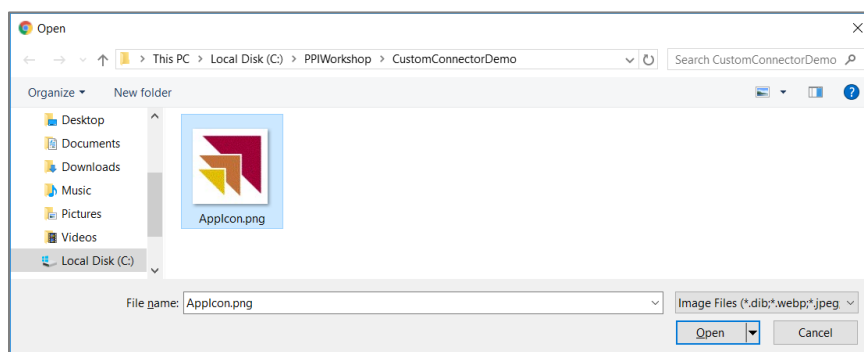 Open
This PC > Local Disk (C:) > PPIWorkshop > CustomConnectorDemo
Search CustomConnectorDemo
Organize New folder
Desktop
Documents
Downloads
Music
Pictures
Videos
Local Disk (C:)
AppIcon.png
File name: AppIcon.png
Image Files (*.dib;*.webp;*.jpeg
Open Cancel